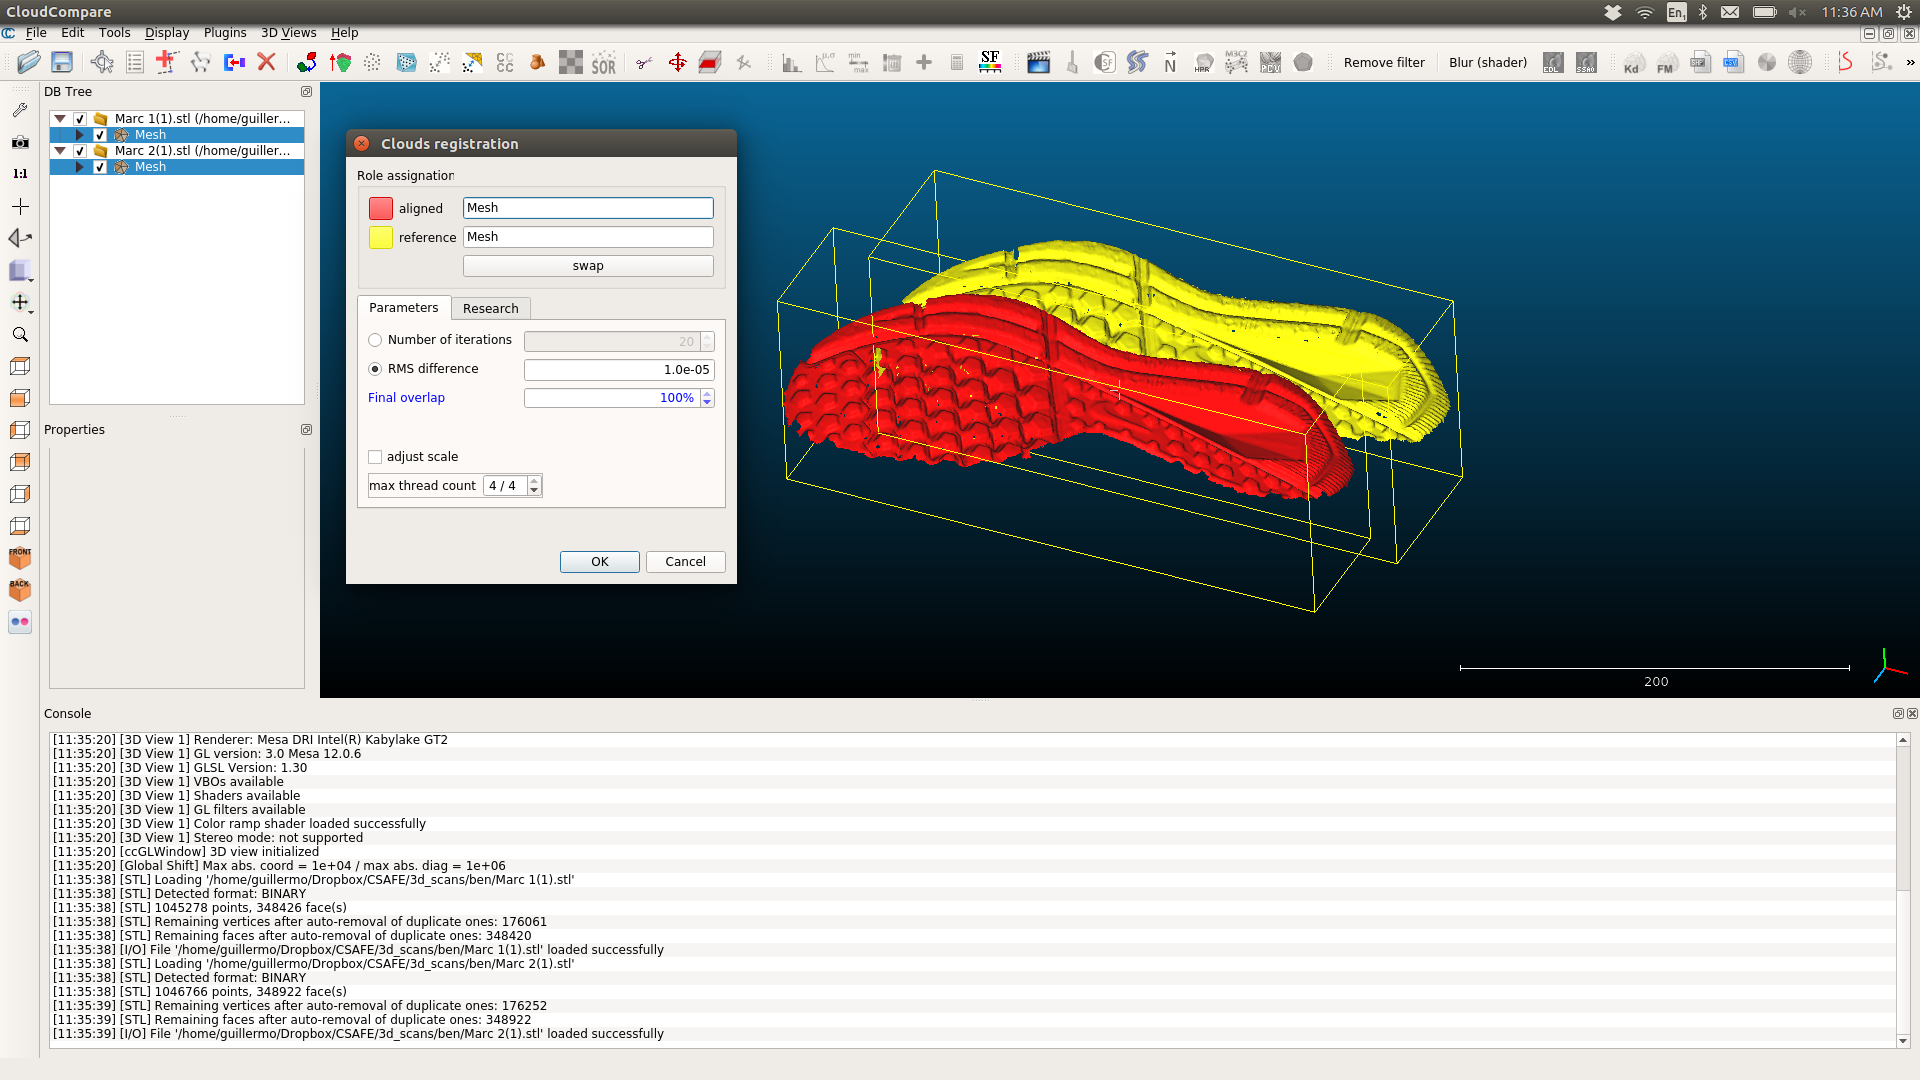 CloudCompare
En1
11:36 AM
File Edit Tools Display Plugins 3D Views Help
SOR
SF
N
HPR
M3C2
PCV
Remove filter
Blur (shader)
EDL
SSAO
Kd
FM
SHP
CSV
»
DB Tree
Marc 1(1).stl (/home/guiller...
Mesh
Marc 2(1).stl (/home/guiller...
Mesh
1:1
FRONT
BACK
Properties
Clouds registration
Role assignation
aligned Mesh
reference Mesh
swap
Parameters Research
Number of iterations 20
RMS difference 1.0e-05
Final overlap 100%
adjust scale
max thread count 4 / 4
OK Cancel
200
Console
[11:35:20] [3D View 1] Renderer: Mesa DRI Intel(R) Kabylake GT2
[11:35:20] [3D View 1] GL version: 3.0 Mesa 12.0.6
[11:35:20] [3D View 1] GLSL Version: 1.30
[11:35:20] [3D View 1] VBOs available
[11:35:20] [3D View 1] Shaders available
[11:35:20] [3D View 1] GL filters available
[11:35:20] [3D View 1] Color ramp shader loaded successfully
[11:35:20] [3D View 1] Stereo mode: not supported
[11:35:20] [ccGLWindow] 3D view initialized
[11:35:20] [Global Shift] Max abs. coord = 1e+04 / max abs. diag = 1e+06
[11:35:38] [STL] Loading '/home/guillermo/Dropbox/CSAFE/3d_scans/ben/Marc 1(1).stl'
[11:35:38] [STL] Detected format: BINARY
[11:35:38] [STL] 1045278 points, 348426 face(s)
[11:35:38] [STL] Remaining vertices after auto-removal of duplicate ones: 176061
[11:35:38] [STL] Remaining faces after auto-removal of duplicate ones: 348420
[11:35:38] [I/O] File '/home/guillermo/Dropbox/CSAFE/3d_scans/ben/Marc 1(1).stl' loaded successfully
[11:35:38] [STL] Loading '/home/guillermo/Dropbox/CSAFE/3d_scans/ben/Marc 2(1).stl'
[11:35:38] [STL] Detected format: BINARY
[11:35:38] [STL] 1046766 points, 348922 face(s)
[11:35:39] [STL] Remaining vertices after auto-removal of duplicate ones: 176252
[11:35:39] [STL] Remaining faces after auto-removal of duplicate ones: 348922
[11:35:39] [I/O] File '/home/guillermo/Dropbox/CSAFE/3d_scans/ben/Marc 2(1).stl' loaded successfully